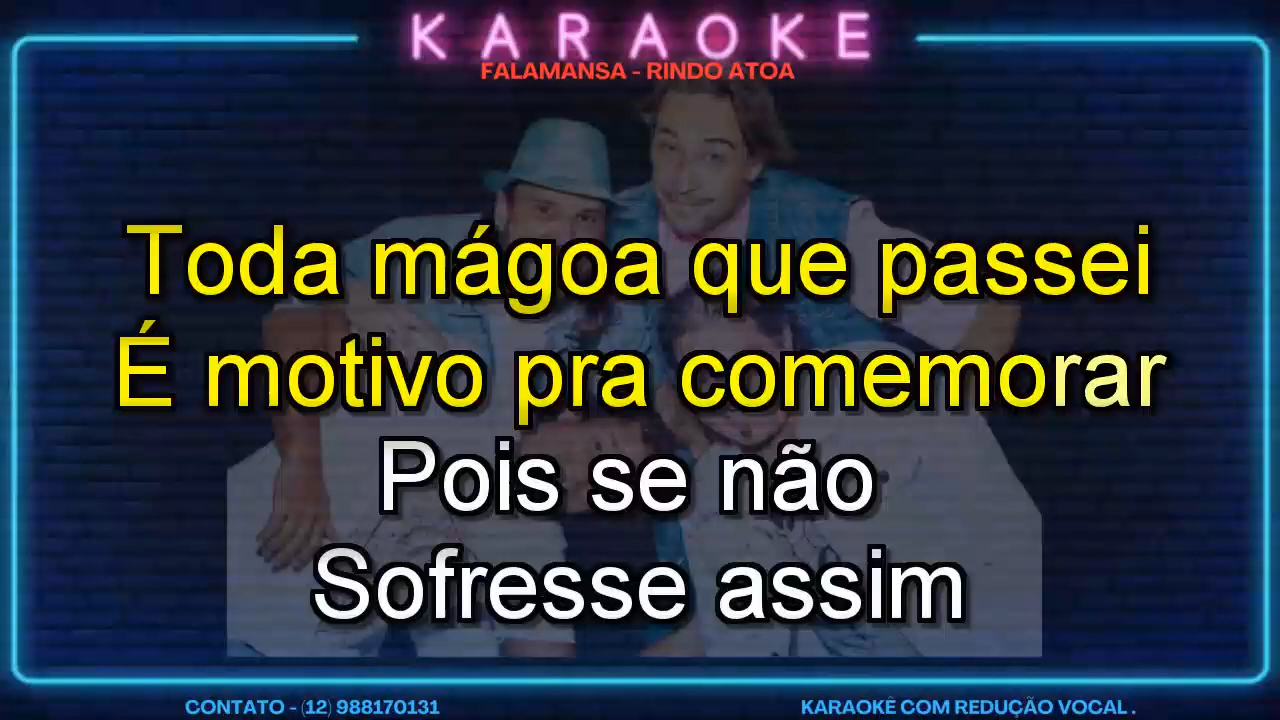 KARAOKE
FALAMANSA - RINDO ATOA
Toda mágoa que passei
É motivo pra comemorar
Pois se não
Sofresse assim
CONTATO - (12) 988170131
KARAOKÊ COM REDUÇÃO VOCAL .